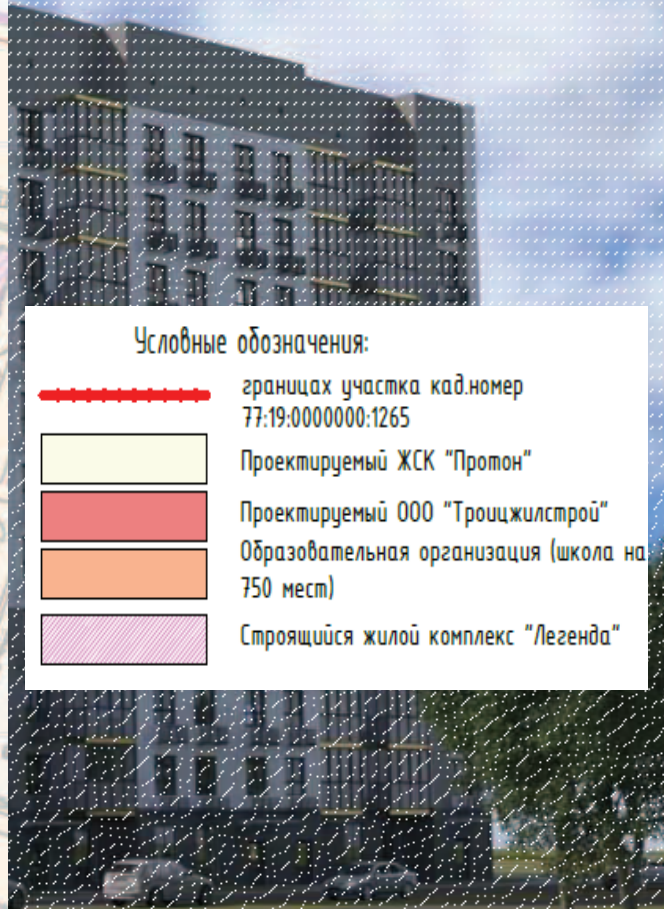 Условные обозначения:
границах участка кад.номер
77:19:0000000:1265
Проектируемый ЖСК "Протон"
Проектируемый ООО "Троицжилстрой"
Образовательная организация (школа на
750 мест)
Строящийся жилой комплекс "Легенда"